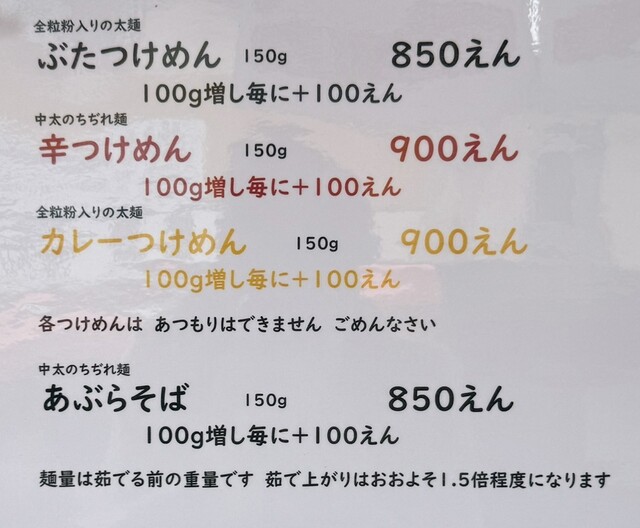 全粒粉入りの太麺
ぶたつけめん 150g 850えん
100g増し毎に+100えん
中太のちぢれ麺
辛つけめん 150g 900えん
100g増し毎に+100えん
全粒粉入りの太麺
カレーつけめん 150g 900えん
100g増し毎に+100えん
各つけめんは あつもりはできません ごめんなさい
中太のちぢれ麺
あぶらそば 150g 850えん
100g増し毎に+100えん
麺量は茹でる前の重量です 茹で上がりはおおよそ1.5倍程度になります